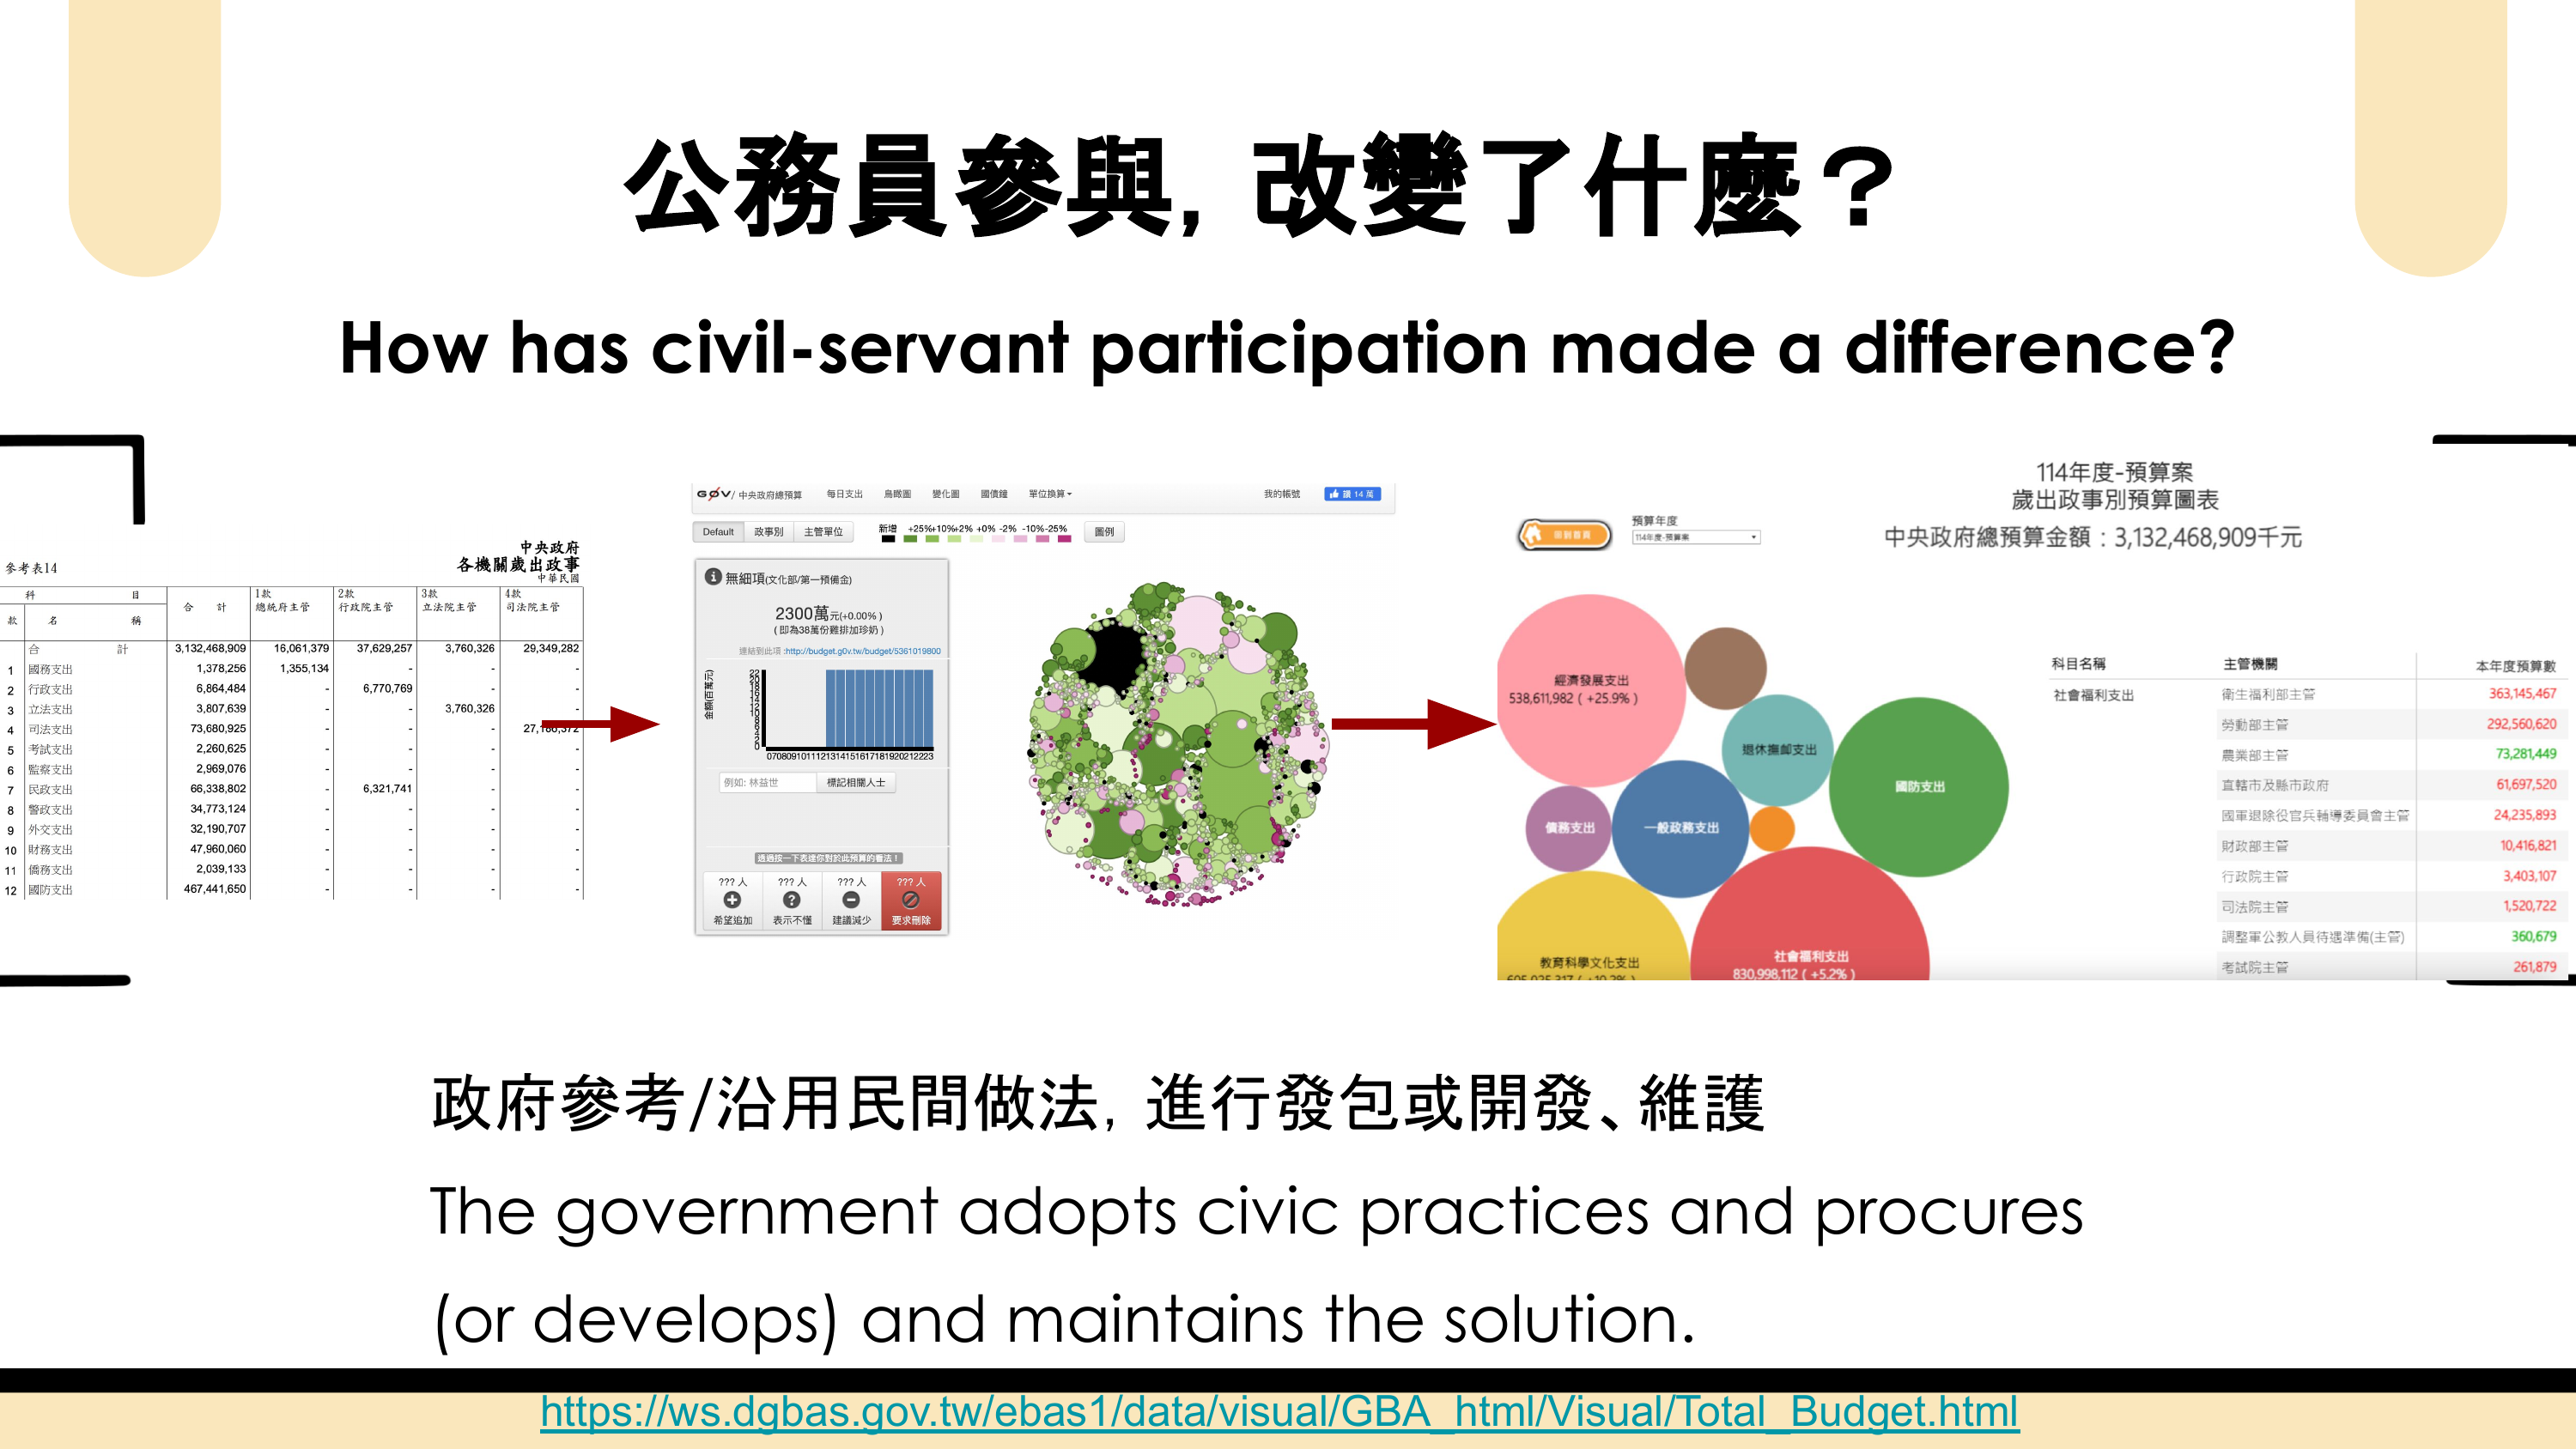 公務員參與，改變了什麼？
How has civil-servant participation made a difference?
參考表14
中央政府
各機關歲出政事
中華民國
科 目 合 計 1款 總統府主管 2款 行政院主管 3款 立法院主管 4款 司法院主管
款 名 稱
合 計 3,132,468,909 16,061,379 37,629,257 3,760,326 29,349,282
1 國務支出 1,378,256 1,355,134 - - -
2 行政支出 6,864,484 - 6,770,769 - -
3 立法支出 3,807,639 - - 3,760,326 -
4 司法支出 73,680,925 - - -
5 考試支出 2,260,625 - - - -
6 監察支出 2,969,076 - - - -
7 民政支出 66,338,802 - 6,321,741 - -
8 警政支出 34,773,124 - - - -
9 外交支出 32,190,707 - - - -
10 財務支出 47,960,060 - - - -
11 僑務支出 2,039,133 - - - -
12 國防支出 467,441,650 - - - -
GØV/ 中央政府總預算 每日支出 鳥瞰圖 變化圖 國債鐘 單位換算 我的帳號 讚 14 萬
Default 政事別 主管單位 新增 +25% +10% +2% +0% -2% -10% -25% 圖例
無細項(文化部/第一預備金)
2300萬元(+0.00% )
( 即為38萬份雞排加珍奶 )
連結到此項 :http://budget.g0v.tw/budget/5361019800
金額(百萬元)
0708091011121314151617181920212223
例如: 林益世 標記相關人士
透過按一下表達你對於此預算的看法！
??? 人 ??? 人 ??? 人 ??? 人
希望追加 表示不懂 建議減少 要求刪除
114年度-預算案
歲出政事別預算圖表
中央政府總預算金額：3,132,468,909千元
預算年度
114年度-預算案
經濟發展支出
538,611,982 ( +25.9% )
退休撫卹支出
國防支出
債務支出
一般政務支出
教育科學文化支出
社會福利支出
830,998,112 ( +5.2% )
科目名稱 主管機關 本年度預算數
社會福利支出 衛生福利部主管 363,145,467
勞動部主管 292,560,620
農業部主管 73,281,449
直轄市及縣市政府 61,697,520
國軍退除役官兵輔導委員會主管 24,235,893
財政部主管 10,416,821
行政院主管 3,403,107
司法院主管 1,520,722
調整軍公教人員待遇準備(主管) 360,679
考試院主管 261,879
政府參考/沿用民間做法，進行發包或開發、維護
The government adopts civic practices and procures
(or develops) and maintains the solution.
https://ws.dgbas.gov.tw/ebas1/data/visual/GBA_html/Visual/Total_Budget.html